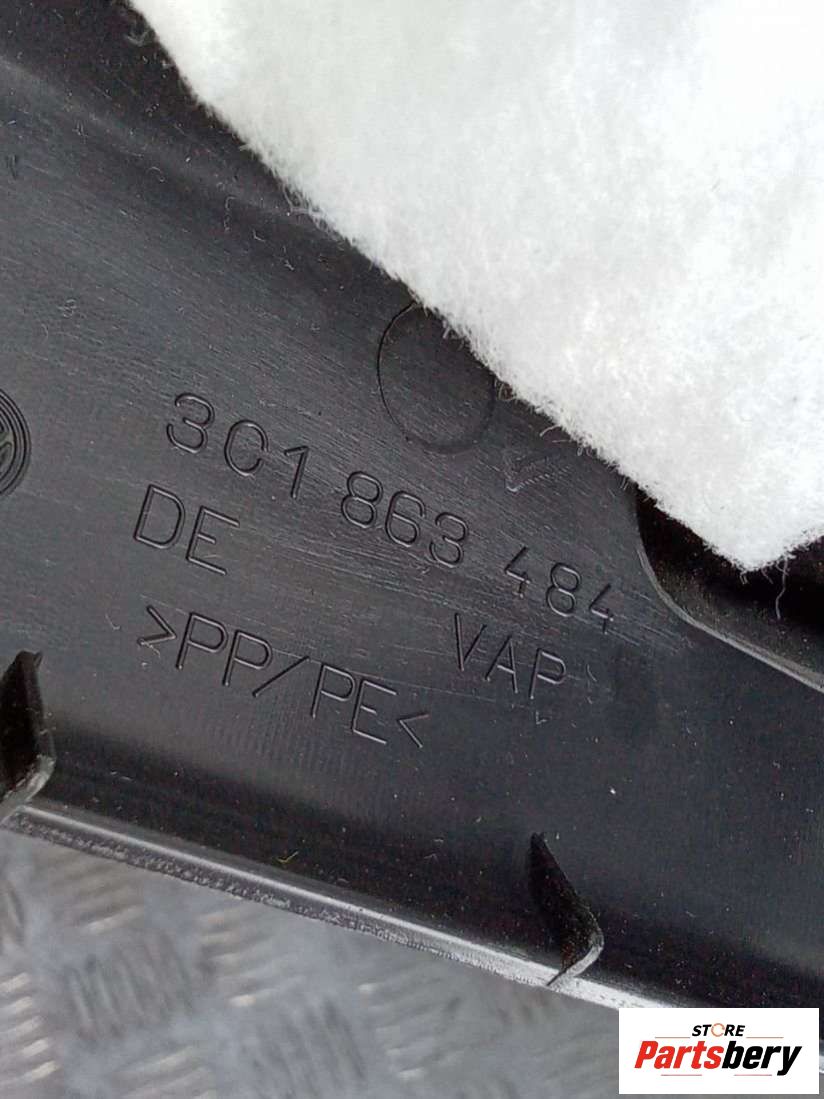 3C1 863 484
DE VAP
>PP/PE<
STORE
Partsbery